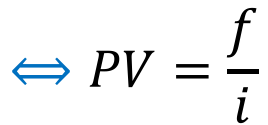 ⟺ PV = f/i